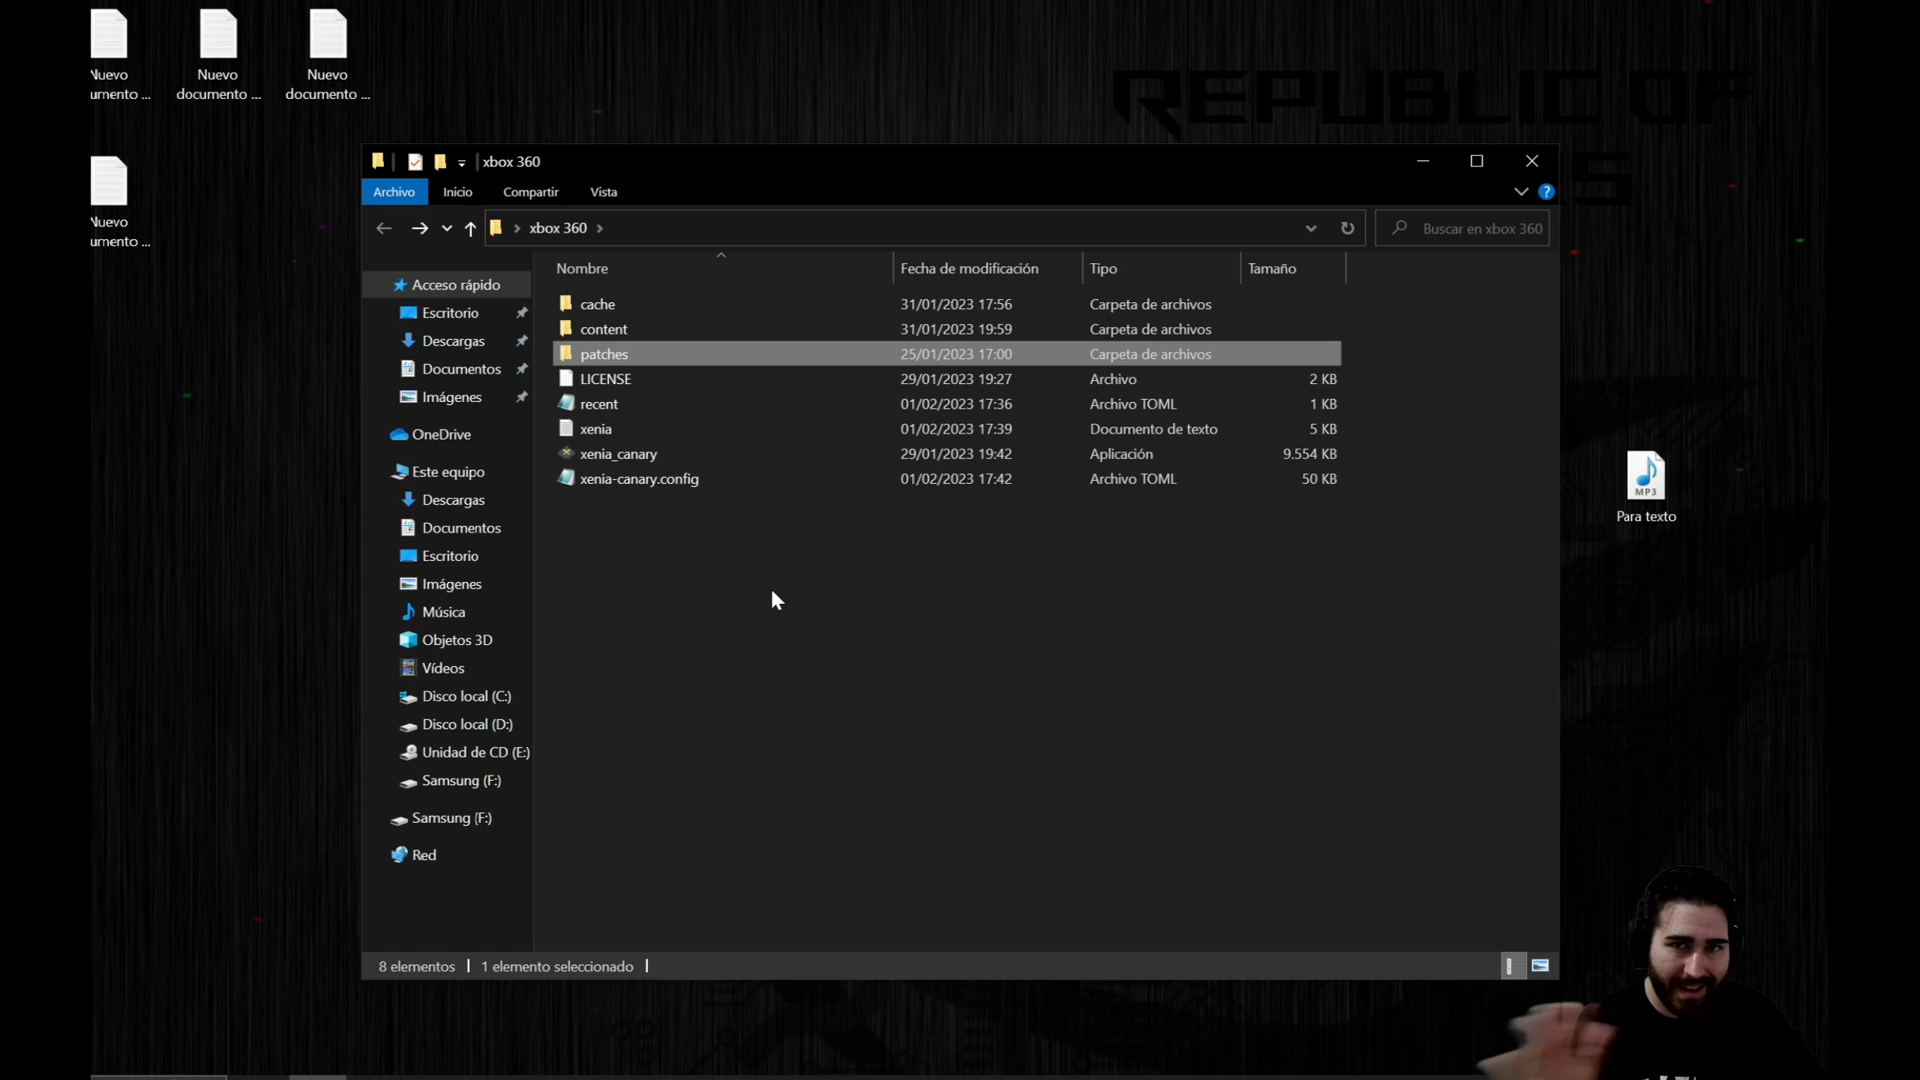 Nuevo
documento ...
Nuevo
documento ...
REPUBLIC OF
xbox 360
Archivo
Inicio
Compartir
Vista
xbox 360
Buscar en xbox 360
Nombre
Fecha de modificación
Tipo
Tamaño
Acceso rápido
Escritorio
Descargas
Documentos
Imágenes
OneDrive
Este equipo
Descargas
Documentos
Escritorio
Imágenes
Música
Objetos 3D
Vídeos
Disco local (C:)
Disco local (D:)
Unidad de CD (E:)
Samsung (F:)
Samsung (F:)
Red
cache 31/01/2023 17:56 Carpeta de archivos
content 31/01/2023 19:59 Carpeta de archivos
patches 25/01/2023 17:00 Carpeta de archivos
LICENSE 29/01/2023 19:27 Archivo 2 KB
recent 01/02/2023 17:36 Archivo TOML 1 KB
xenia 01/02/2023 17:39 Documento de texto 5 KB
xenia_canary 29/01/2023 19:42 Aplicación 9.554 KB
xenia-canary.config 01/02/2023 17:42 Archivo TOML 50 KB
MP3
Para texto
8 elementos
1 elemento seleccionado